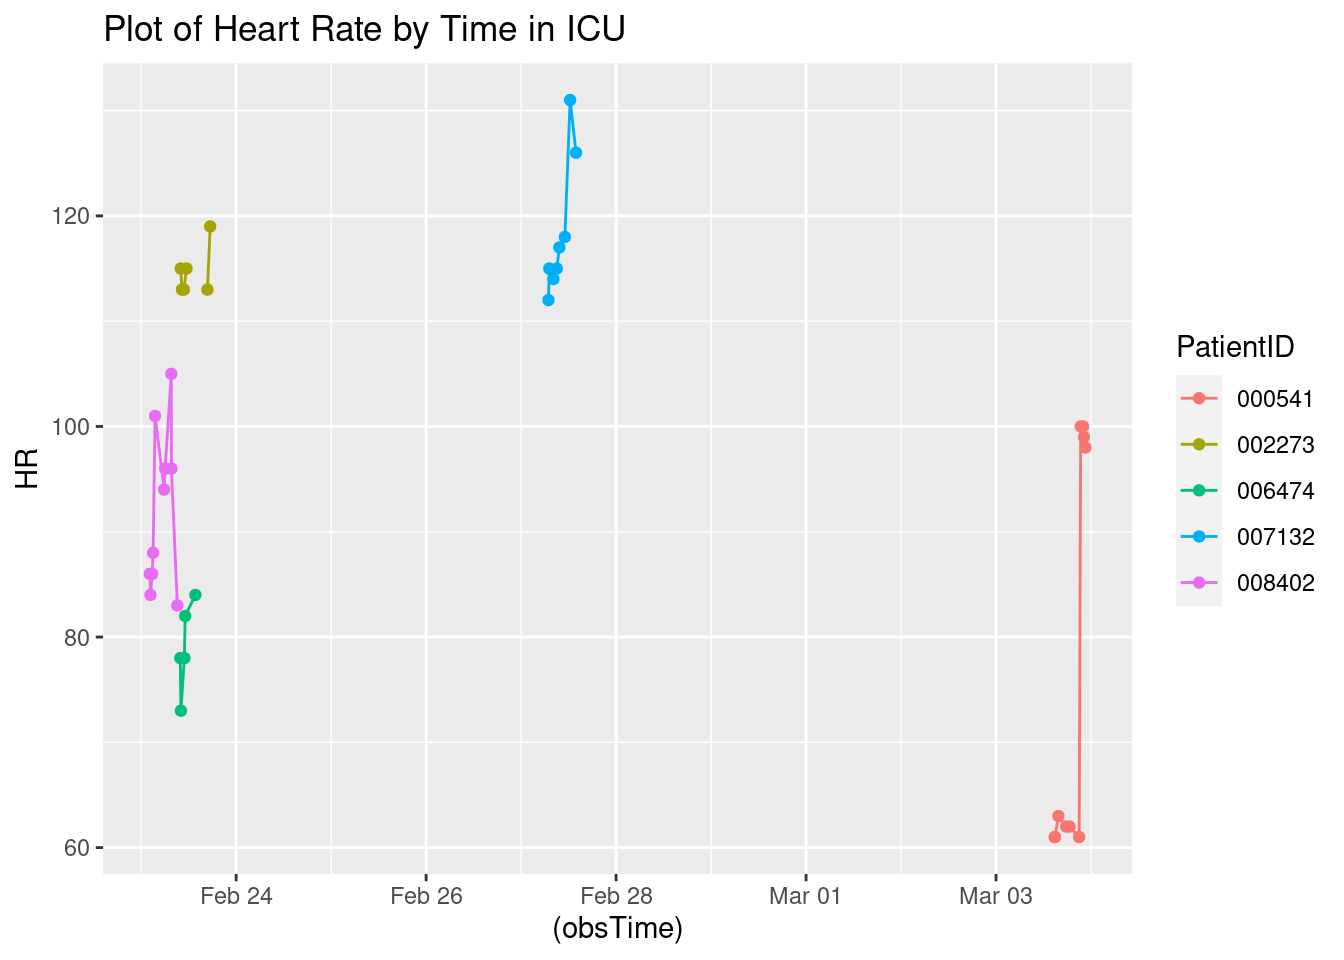 Plot of Heart Rate by Time in ICU
HR
120
100
80
60
Feb 24
Feb 26
Feb 28
Mar 01
Mar 03
(obsTime)
PatientID
000541
002273
006474
007132
008402